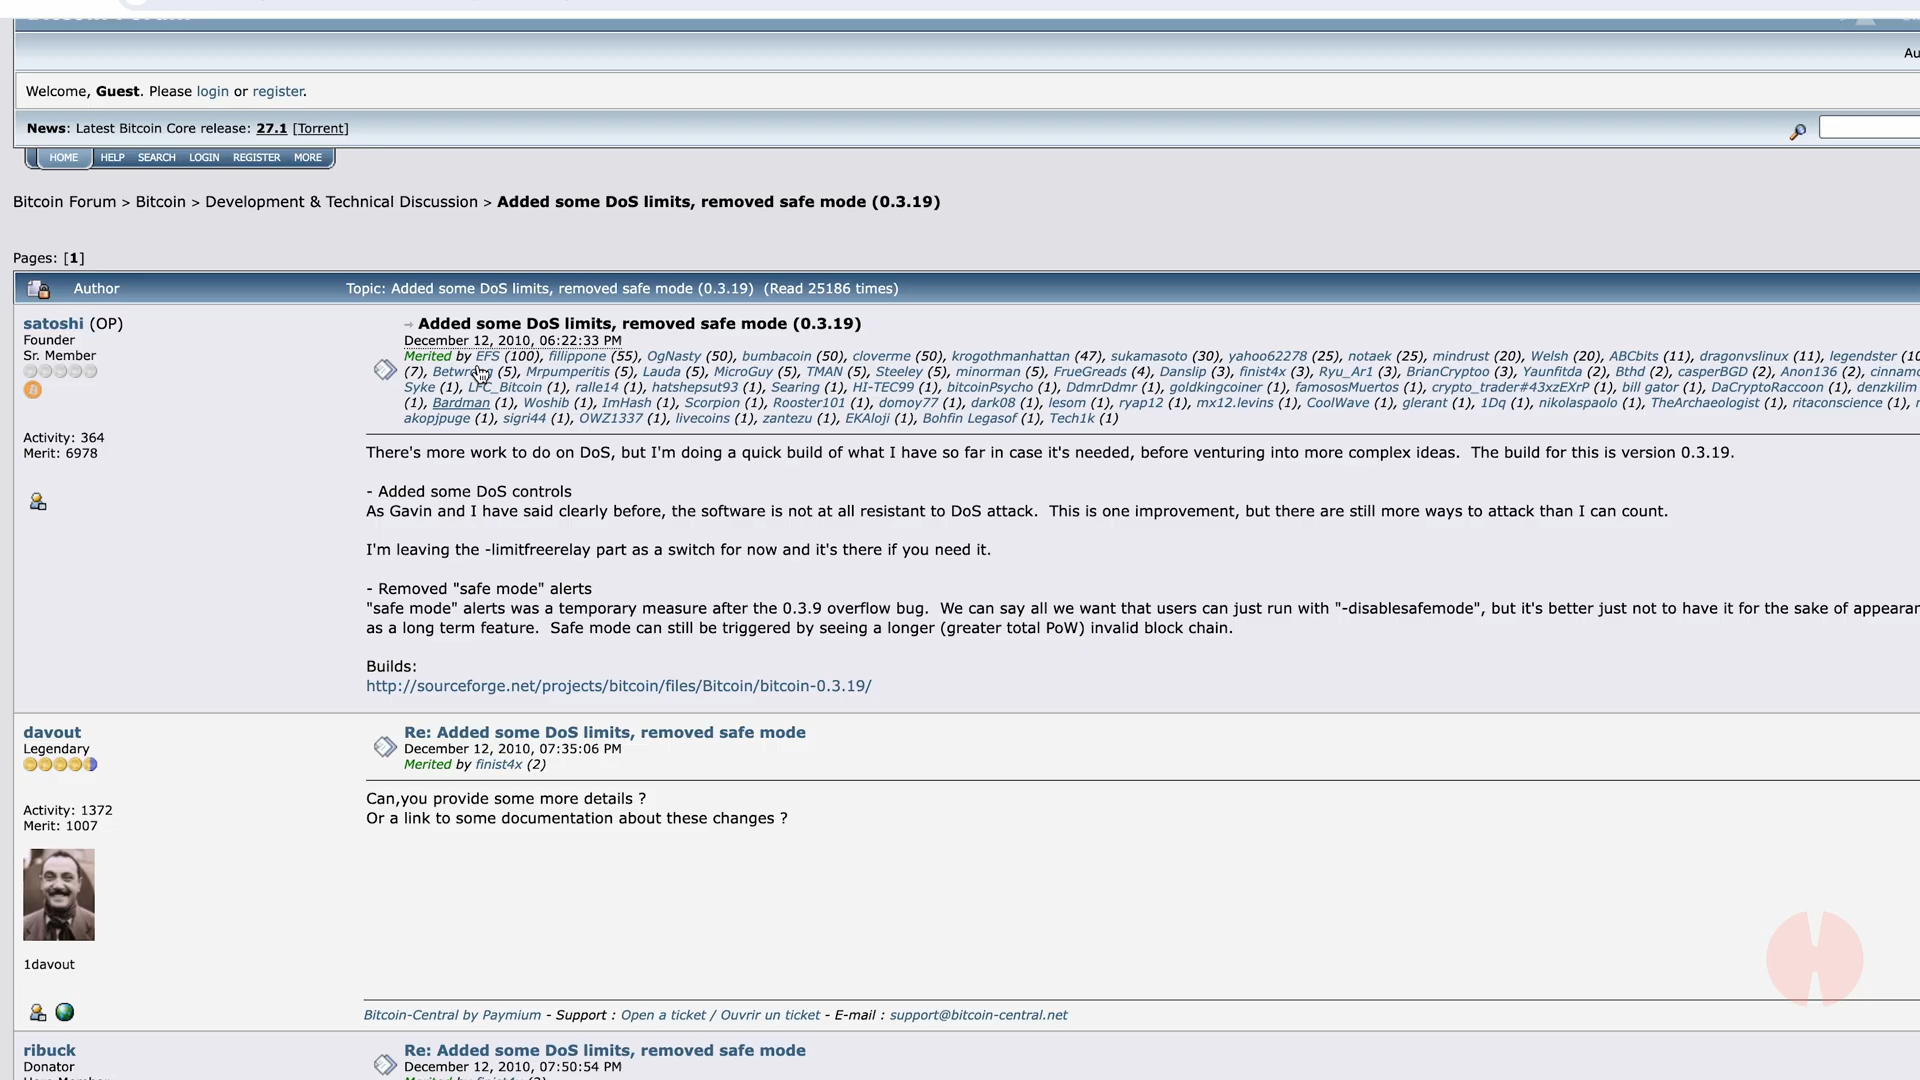 Welcome, Guest. Please login or register.
News: Latest Bitcoin Core release: 27.1 [Torrent]
HOME HELP SEARCH LOGIN REGISTER MORE
Bitcoin Forum > Bitcoin > Development & Technical Discussion > Added some DoS limits, removed safe mode (0.3.19)
Pages: [1]
Author Topic: Added some DoS limits, removed safe mode (0.3.19) (Read 25186 times)
satoshi (OP)
Founder
Sr. Member
Activity: 364
Merit: 6978
Added some DoS limits, removed safe mode (0.3.19)
December 12, 2010, 06:22:33 PM
Merited by EFS (100), fillippone (55), OgNasty (50), bumbacoin (50), cloverme (50), krogothmanhattan (47), sukamasoto (30), yahoo62278 (25), notaek (25), mindrust (20), Welsh (20), ABCbits (11), dragonvslinux (11), legendster (10
(7), (5), Mrpumperitis (5), Lauda (5), MicroGuy (5), TMAN (5), Steeley (5), minorman (5), FrueGreads (4), Danslip (3), finist4x (3), Ryu_Ar1 (3), BrianCryptoo (3), Yaunfitda (2), Bthd (2), casperBGD (2), Anon136 (2), cinnamo
Syke (1), LFC_Bitcoin (1), ralle14 (1), hatshepsut93 (1), Searing (1), HI-TEC99 (1), bitcoinPsycho (1), DdmrDdmr (1), goldkingcoiner (1), famososMuertos (1), crypto_trader#43xzEXrP (1), bill gator (1), DaCryptoRaccoon (1), denzkilim
(1), Bardman (1), Woshib (1), ImHash (1), Scorpion (1), Rooster101 (1), domoy77 (1), dark08 (1), lesom (1), ryap12 (1), mx12.levins (1), CoolWave (1), glerant (1), 1Dq (1), nikolaspaolo (1), TheArchaeologist (1), ritaconscience (1),
akopjpuge (1), sigri44 (1), OWZ1337 (1), livecoins (1), zantezu (1), EKAloji (1), Bohfin Legasof (1), Tech1k (1)
There's more work to do on DoS, but I'm doing a quick build of what I have so far in case it's needed, before venturing into more complex ideas. The build for this is version 0.3.19.
- Added some DoS controls
As Gavin and I have said clearly before, the software is not at all resistant to DoS attack. This is one improvement, but there are still more ways to attack than I can count.
I'm leaving the -limitfreerelay part as a switch for now and it's there if you need it.
- Removed "safe mode" alerts
"safe mode" alerts was a temporary measure after the 0.3.9 overflow bug. We can say all we want that users can just run with "-disablesafemode", but it's better just not to have it for the sake of appearan
as a long term feature. Safe mode can still be triggered by seeing a longer (greater total PoW) invalid block chain.
Builds:
http://sourceforge.net/projects/bitcoin/files/Bitcoin/bitcoin-0.3.19/
davout
Legendary
Activity: 1372
Merit: 1007
1davout
Re: Added some DoS limits, removed safe mode
December 12, 2010, 07:35:06 PM
Merited by finist4x (2)
Can,you provide some more details ?
Or a link to some documentation about these changes ?
Bitcoin-Central by Paymium - Support : Open a ticket / Ouvrir un ticket - E-mail : support@bitcoin-central.net
ribuck
Donator
Re: Added some DoS limits, removed safe mode
December 12, 2010, 07:50:54 PM